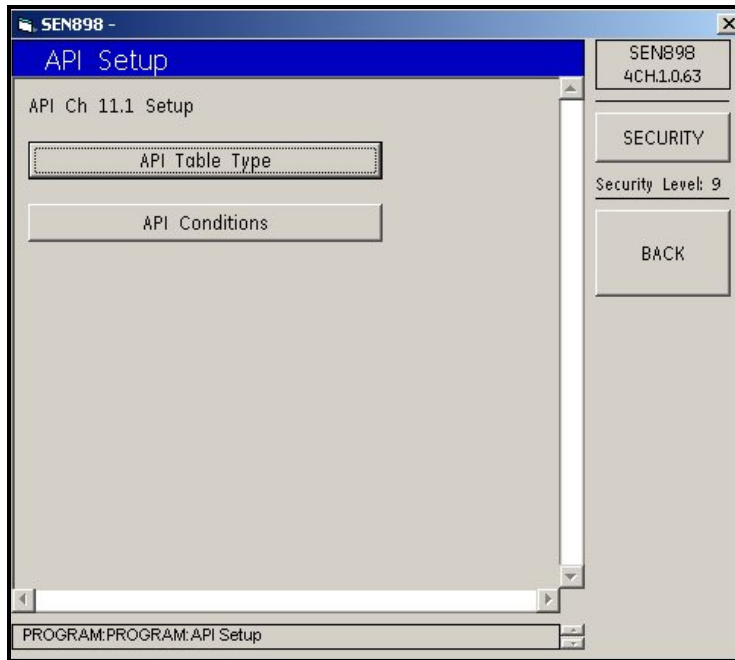 SEN898 -
API Setup
API Ch 11.1 Setup
API Table Type
API Conditions
PROGRAM:PROGRAM:API Setup
SEN898
4CH.1.0.63
SECURITY
Security Level: 9
BACK